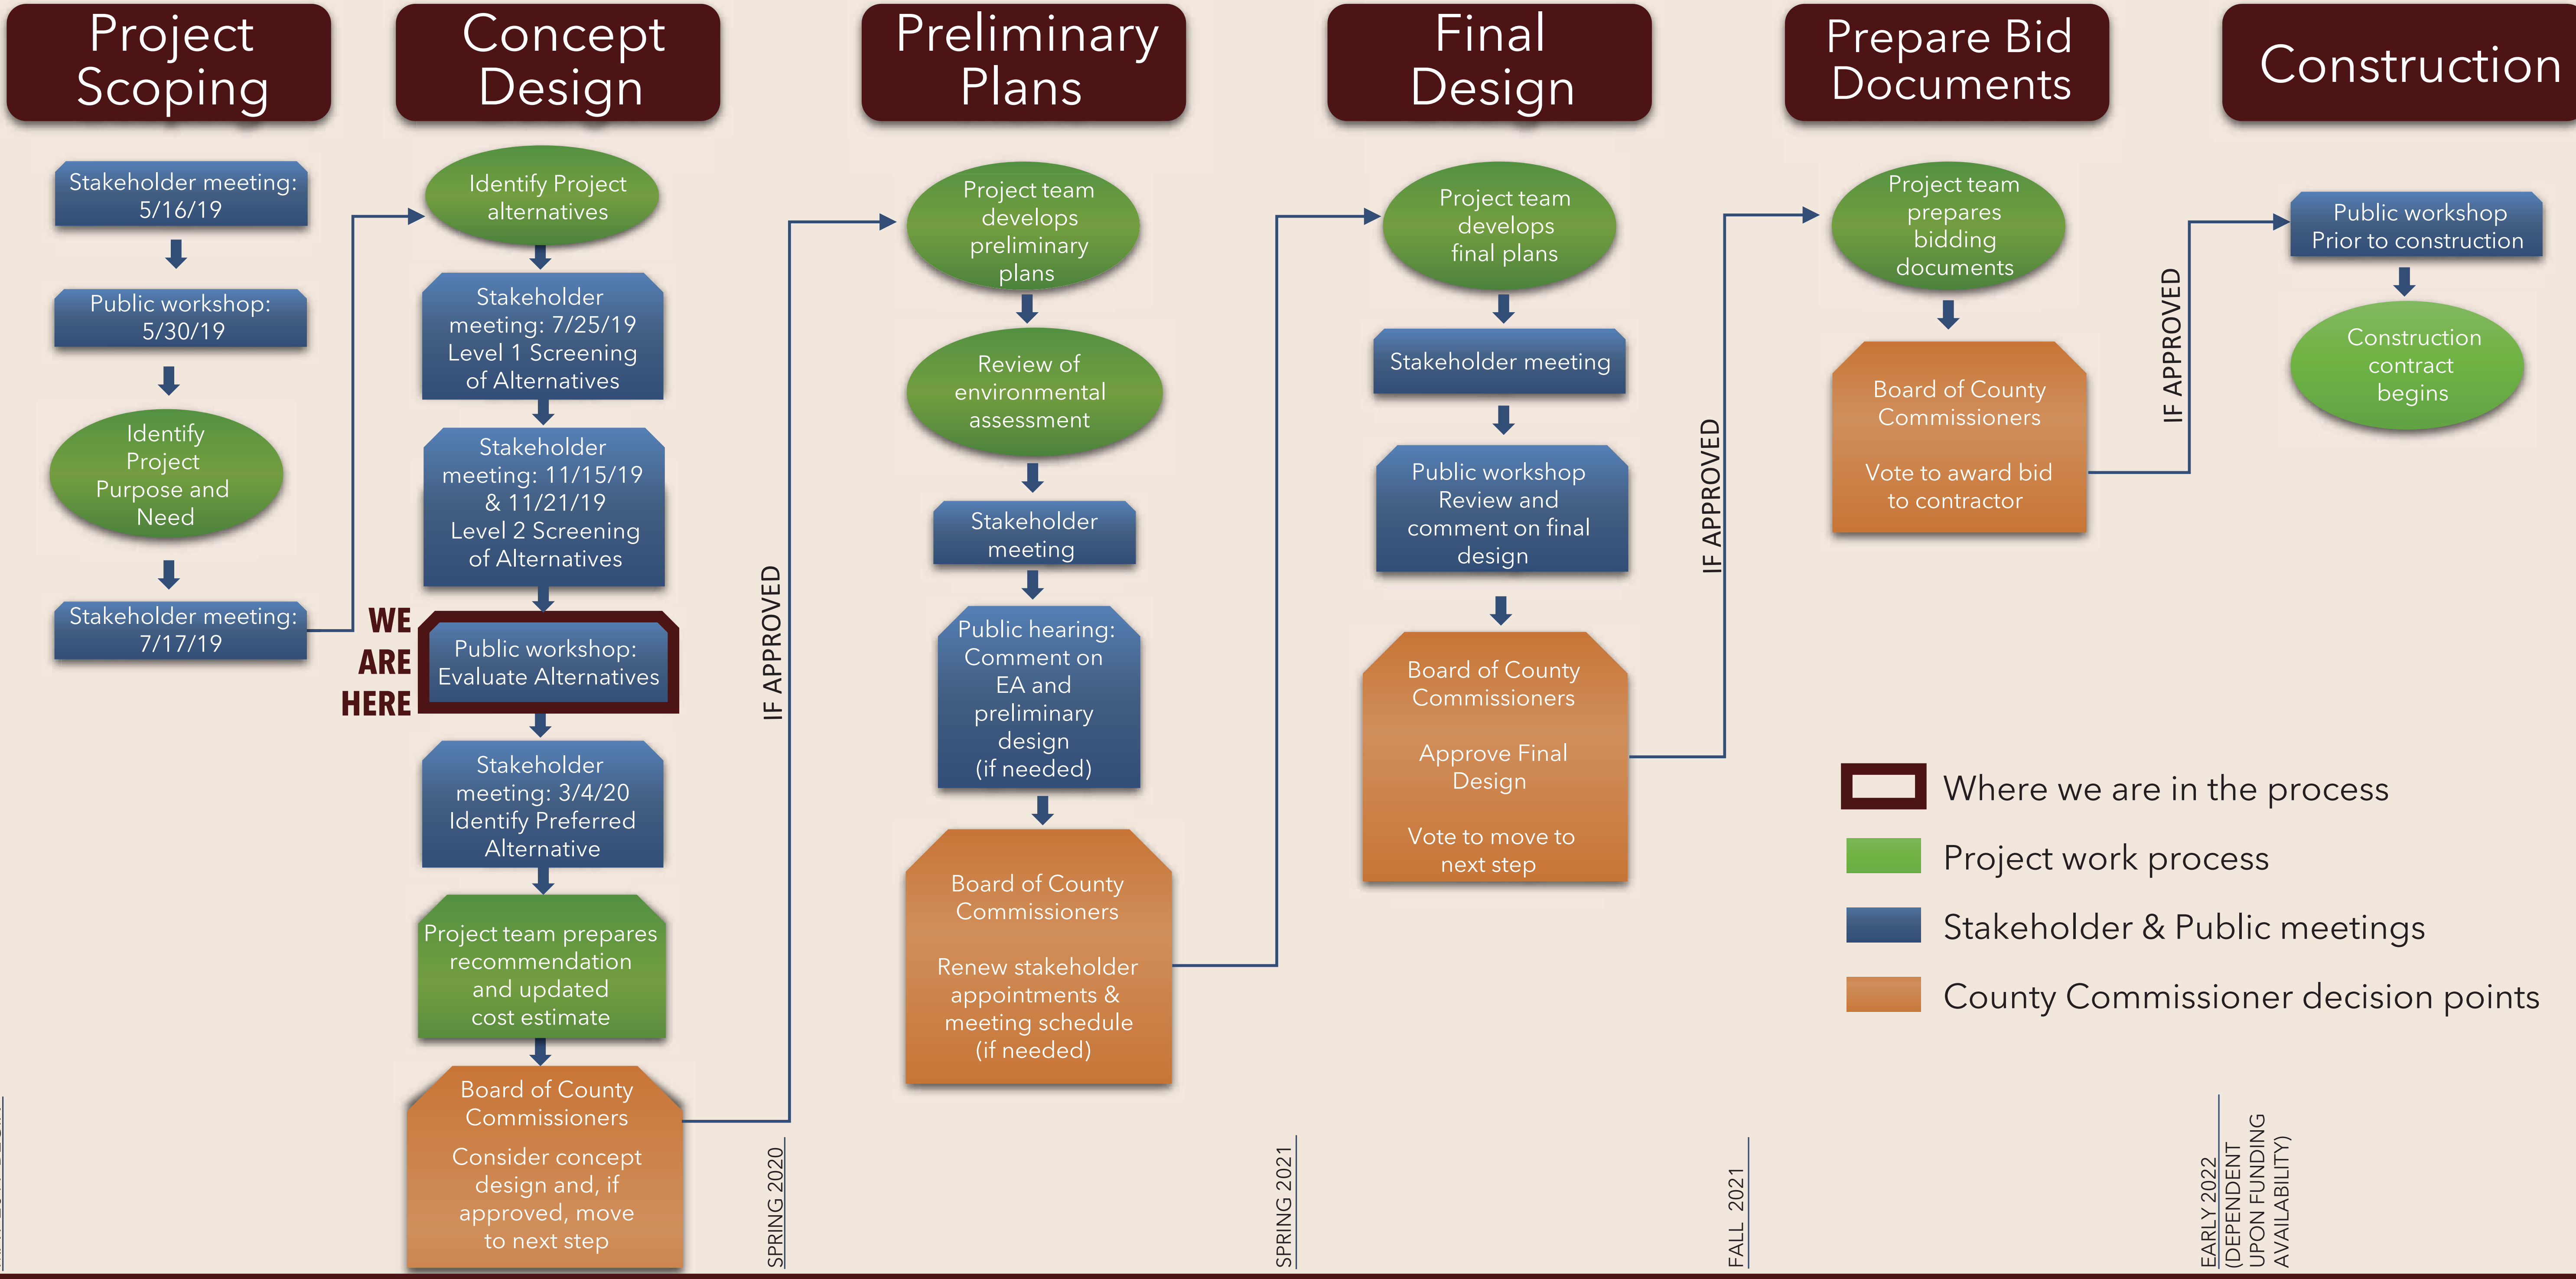 Project
Scoping
Stakeholder meeting:
5/16/19
Public workshop:
5/30/19
Identify
Project
Purpose and
Need
Stakeholder meeting:
7/17/19
Concept
Design
Identify Project
alternatives
Stakeholder
meeting: 7/25/19
Level 1 Screening
of Alternatives
Stakeholder
meeting: 11/15/19
& 11/21/19
Level 2 Screening
of Alternatives
WE
ARE
HERE
Public workshop:
Evaluate Alternatives
Stakeholder
meeting: 3/4/20
Identify Preferred
Alternative
Project team prepares
recommendation
and updated
cost estimate
Board of County
Commissioners
Consider concept
design and, if
approved, move
to next step
IF APPROVED
SPRING 2020
Preliminary
Plans
Project team
develops
preliminary
plans
Review of
environmental
assessment
Stakeholder
meeting
Public hearing:
Comment on
EA and
preliminary
design
(if needed)
Board of County
Commissioners
Renew stakeholder
appointments &
meeting schedule
(if needed)
SPRING 2021
Final
Design
Project team
develops
final plans
Stakeholder meeting
Public workshop
Review and
comment on final
design
Board of County
Commissioners
Approve Final
Design
Vote to move to
next step
IF APPROVED
FALL 2021
Prepare Bid
Documents
Project team
prepares
bidding
documents
Board of County
Commissioners
Vote to award bid
to contractor
IF APPROVED
EARLY 2022
(DEPENDENT
UPON FUNDING
AVAILABILITY)
Construction
Public workshop
Prior to construction
Construction
contract
begins
Where we are in the process
Project work process
Stakeholder & Public meetings
County Commissioner decision points